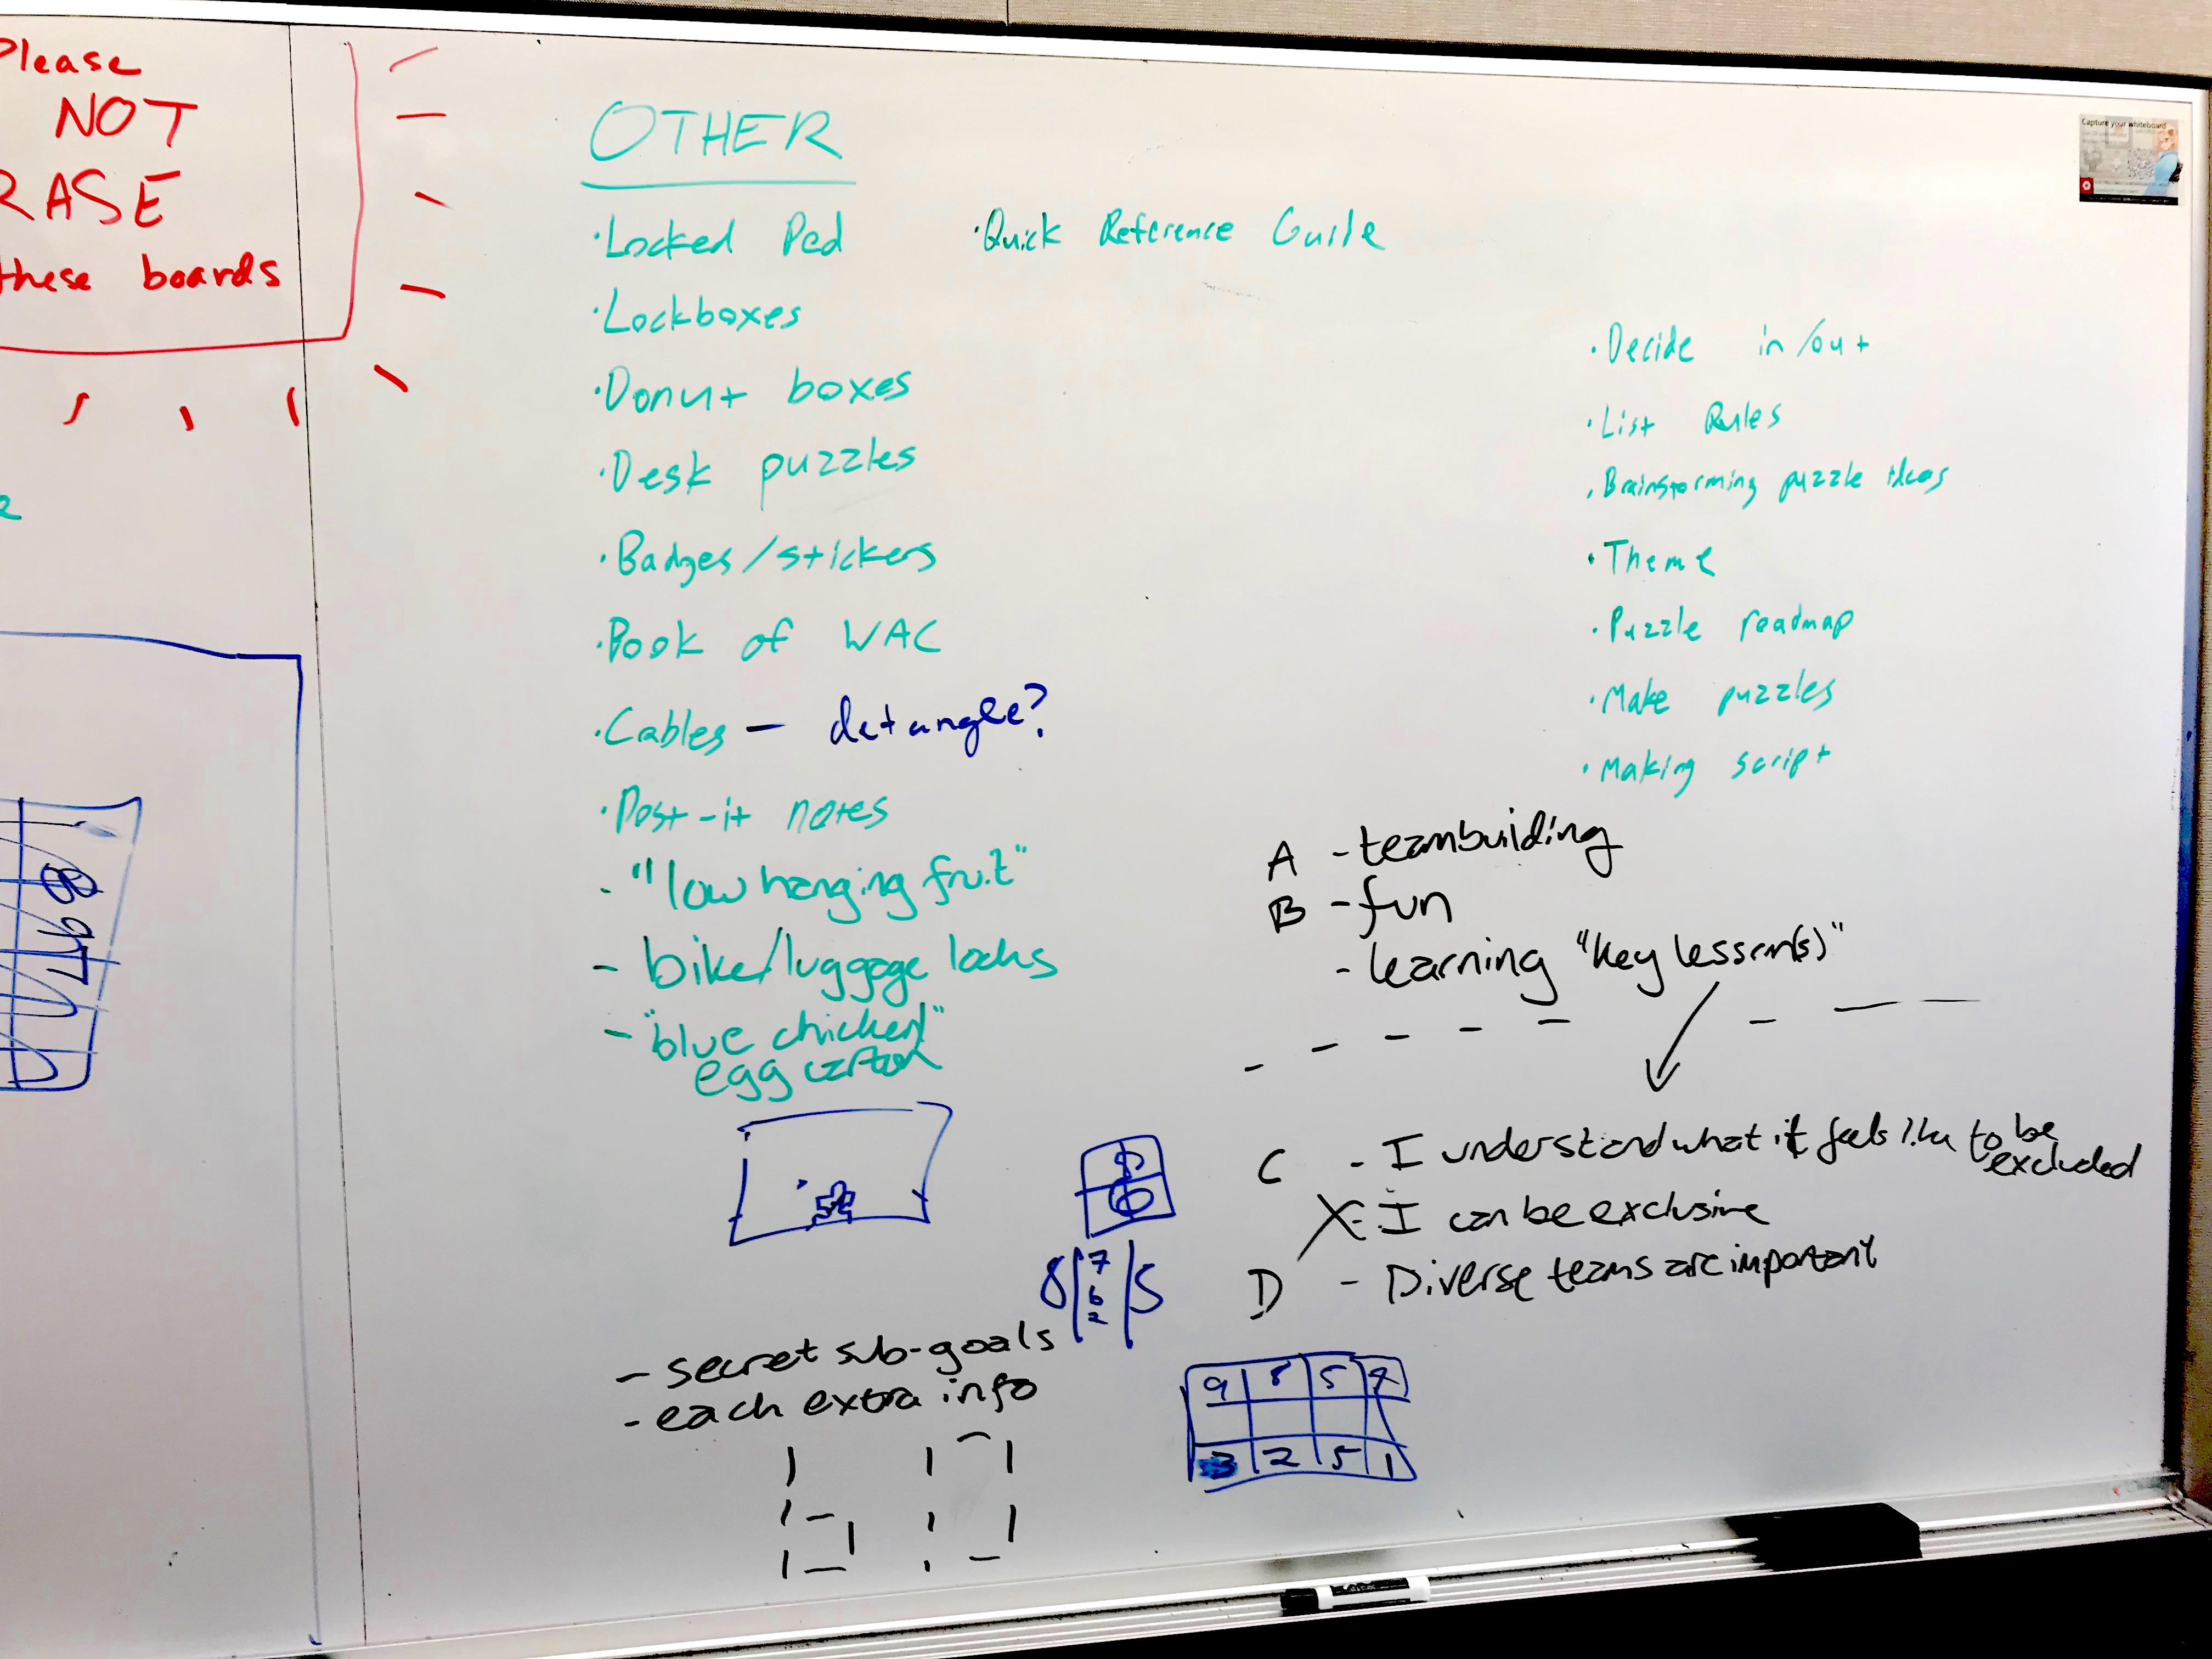 Please
NOT
RASE
these boards
OTHER
·Locked Ped
·Lockboxes
·Donut boxes
·Desk puzzles
·Badges/stickers
·Book of WAC
·Cables — detangle?
·Post-it notes
- "low hanging fruit"
- bike/luggage locks
- "blue chicken"
egg carton
·Quick Reference Guide
·Decide in/out
·List Rules
·Brainstorming puzzle ideas
·Theme
·Puzzle roadmap
·Make puzzles
·Making script
A - teambuilding
B - fun
- learning "key lesson(s)"
C - I understand what it feels like to be
excluded
X - I can be exclusive
D - Diverse teams are important
8|7|5
6
2
- secret sub-goals
- each extra info
9 8 5 7
3 2 5 1
Capture your whiteboard